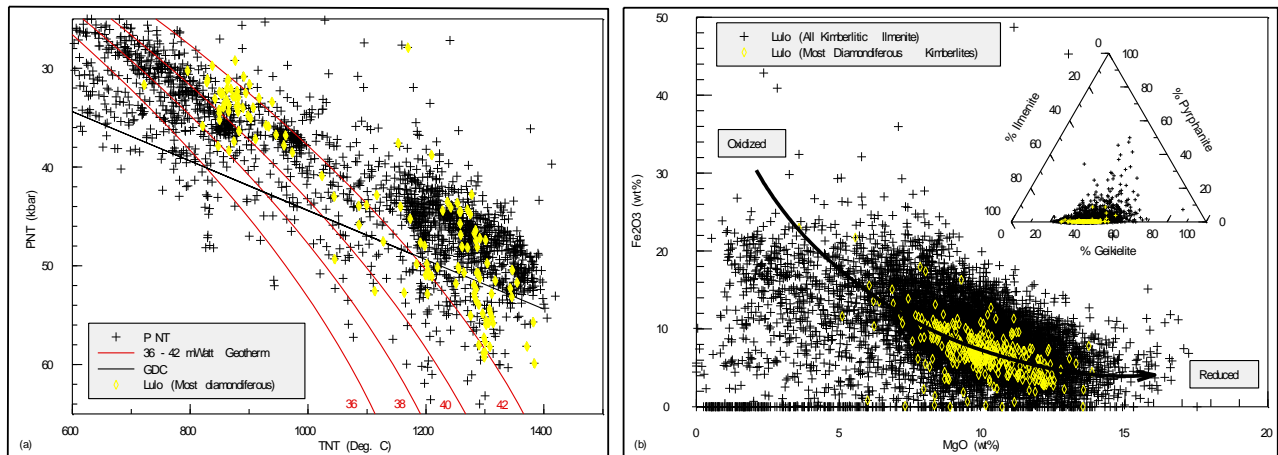 30
40
50
60
PNT (kbar)
600
800
1000
1200
1400
TNT (Deg. C)
36
38
40
42
PNT
36 - 42 mWatt Geotherm
GDC
Lulo (Most diamondiferous)
(a)
50
40
30
20
10
0
Fe2O3 (wt%)
0
5
10
15
20
MgO (wt%)
Lulo (All Kimberlitic Ilmenite)
Lulo (Most Diamondiferous Kimberlites)
Oxidized
Reduced
0
20
40
60
80
100
% Ilmenite
100
80
60
40
20
0
% Pyrphanite
0
20
40
60
80
100
% Geikielite
(b)